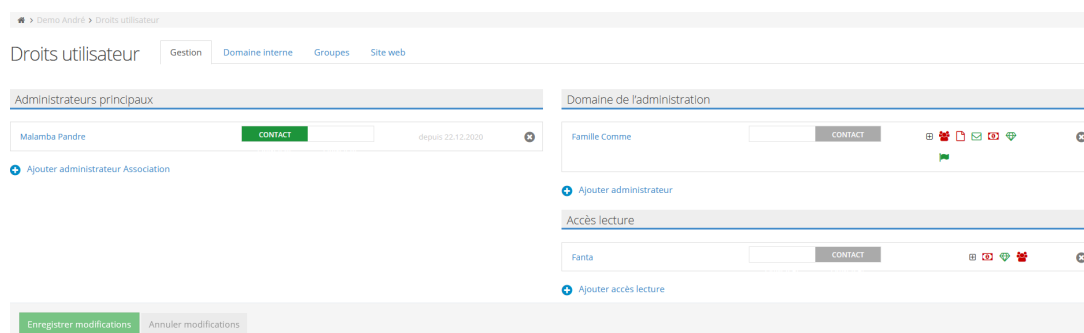 Demo André > Droits utilisateur
Droits utilisateur
Gestion
Domaine interne
Groupes
Site web
Administrateurs principaux
Malamba Pandre
CONTACT
depuis 22.12.2020
Ajouter administrateur Association
Domaine de l'administration
Famille Comme
CONTACT
Ajouter administrateur
Accès lecture
Fanta
CONTACT
Ajouter accès lecture
Enregistrer modifications
Annuler modifications